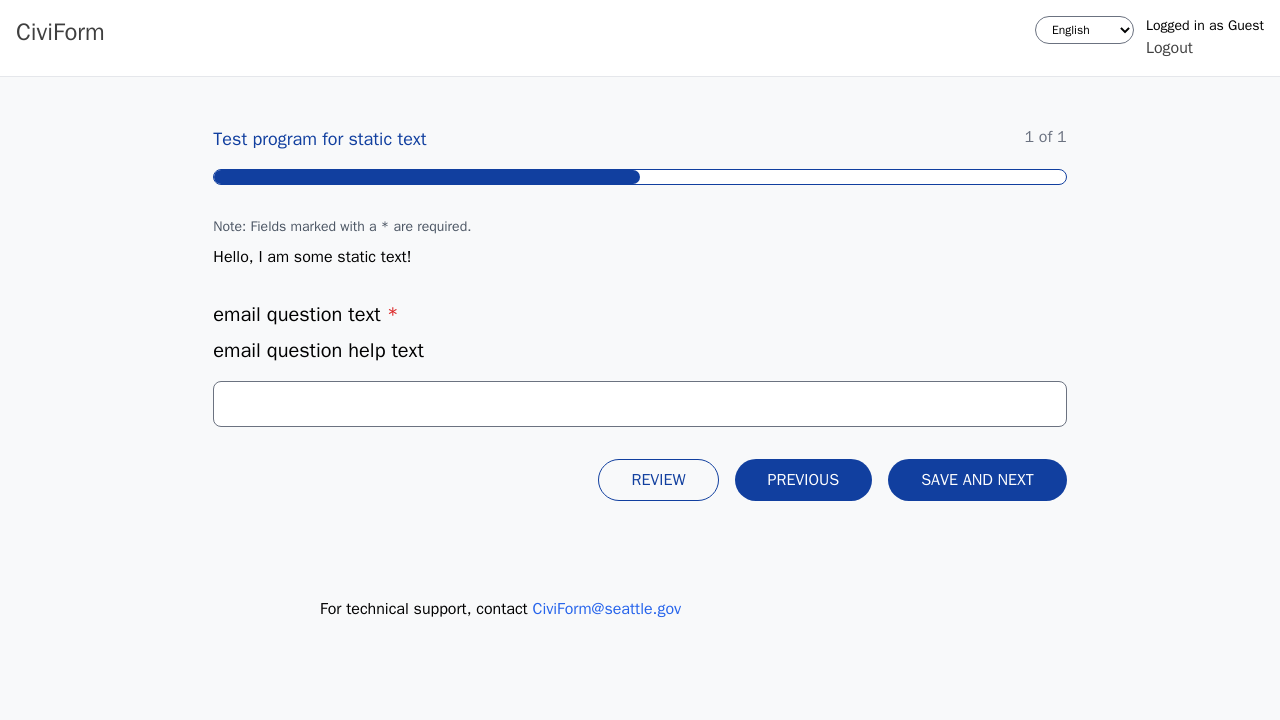 CiviForm
English
Logged in as Guest
Logout
Test program for static text
1 of 1
Note: Fields marked with a * are required.
Hello, I am some static text!
email question text *
email question help text
REVIEW
PREVIOUS
SAVE AND NEXT
For technical support, contact CiviForm@seattle.gov